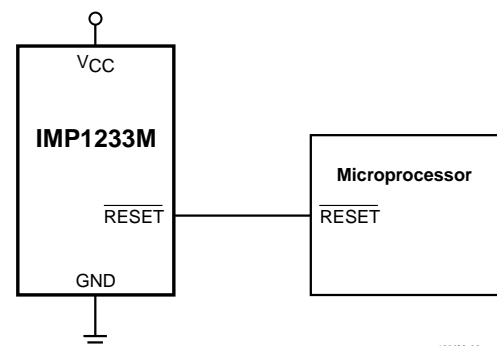 VCC
IMP1233M
Microprocessor
RESET
RESET
GND